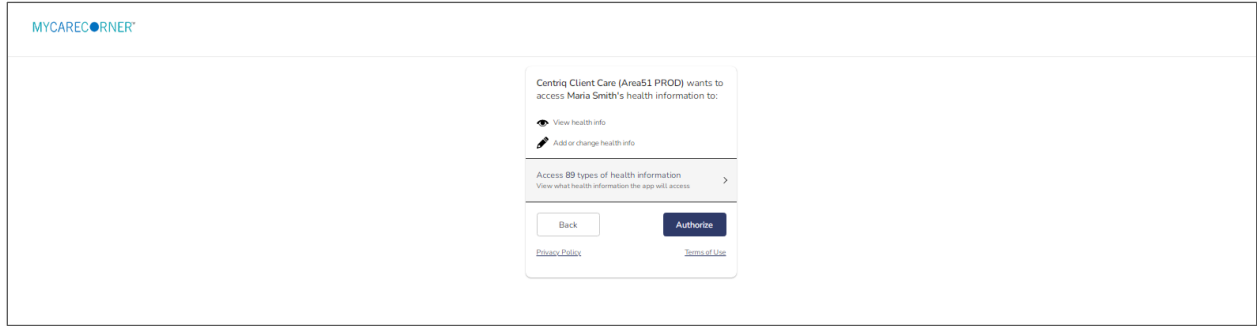 MYCARECORNER™
Centriq Client Care (Area51 PROD) wants to
access Maria Smith's health information to:
View health info
Add or change health info
Access 89 types of health information
View what health information the app will access
Back
Authorize
Privacy Policy
Terms of Use